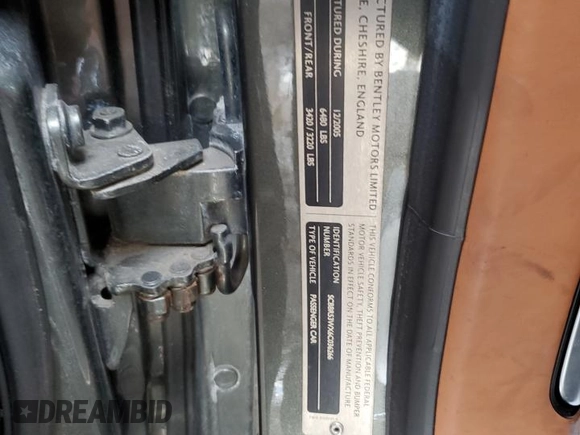 CTURED BY BENTLEY MOTORS LIMITED
E, CHESHIRE, ENGLAND
TURED DURING 12/2005
6480 LBS
FRONT/REAR 3420 / 3220 LBS
THIS VEHICLE CONFORMS TO ALL APPLICABLE FEDERAL
MOTOR VEHICLE SAFETY, THEFT PREVENTION AND BUMPER
STANDARDS IN EFFECT ON THE DATE OF MANUFACTURE
IDENTIFICATION
NUMBER
TYPE OF VEHICLE PASSENGER CAR
DREAMBID